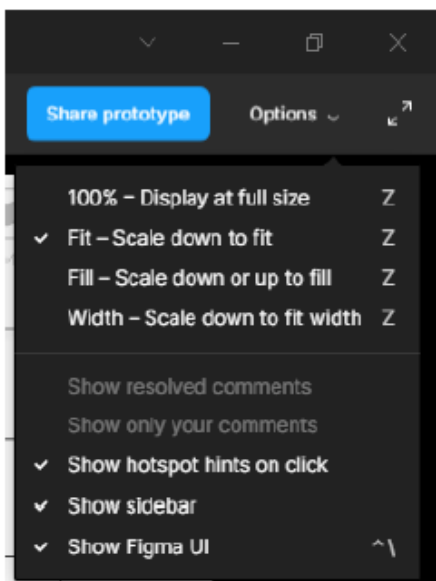 Share prototype Options
100% – Display at full size Z
Fit – Scale down to fit Z
Fill – Scale down or up to fill Z
Width – Scale down to fit width Z
Show resolved comments
Show only your comments
Show hotspot hints on click
Show sidebar
Show Figma UI ^\